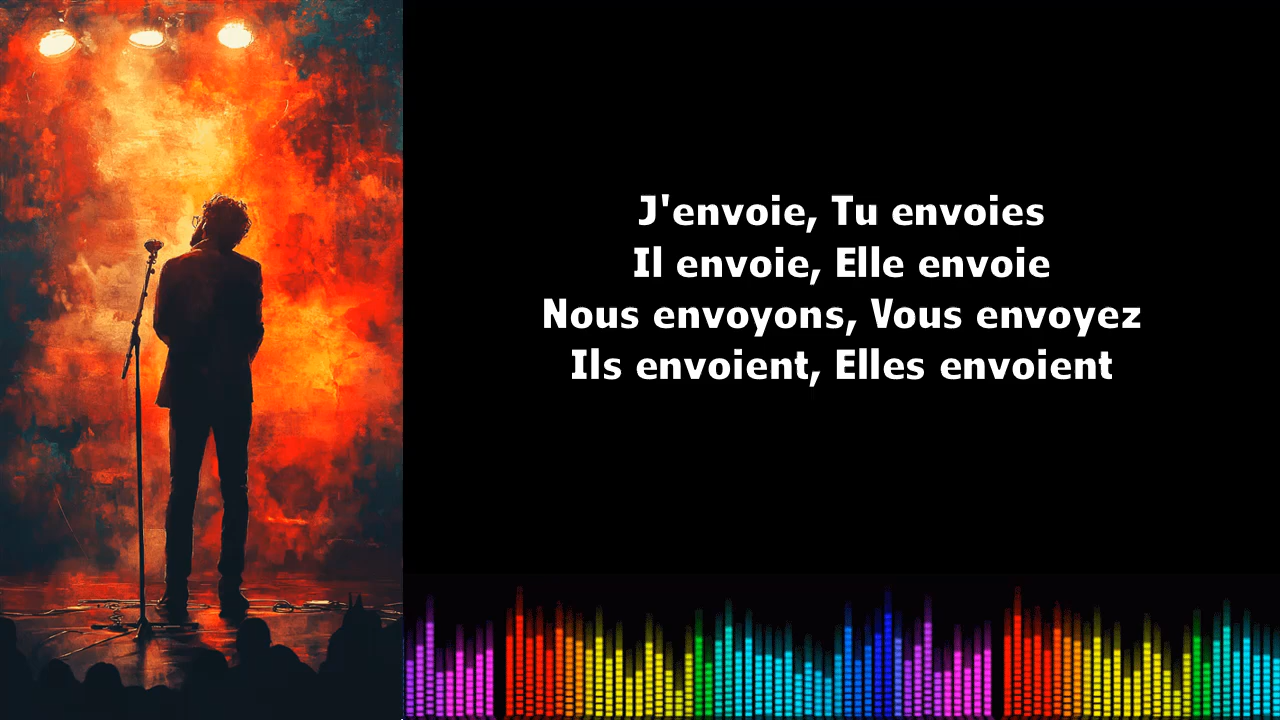 J'envoie, Tu envoies
Il envoie, Elle envoie
Nous envoyons, Vous envoyez
Ils envoient, Elles envoient